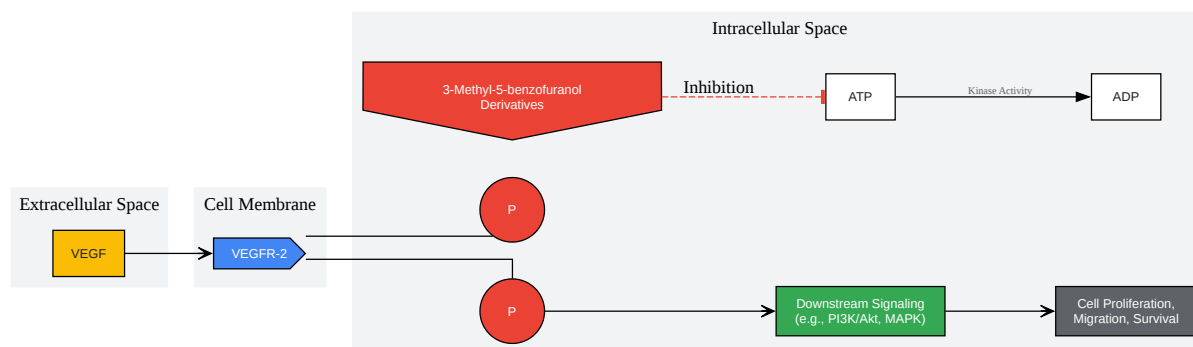 Intracellular Space
3-Methyl-5-benzofuranol
Derivatives
Inhibition
ATP
Kinase Activity
ADP
Extracellular Space
VEGF
Cell Membrane
VEGFR-2
P
P
Downstream Signaling
(e.g., PI3K/Akt, MAPK)
Cell Proliferation,
Migration, Survival